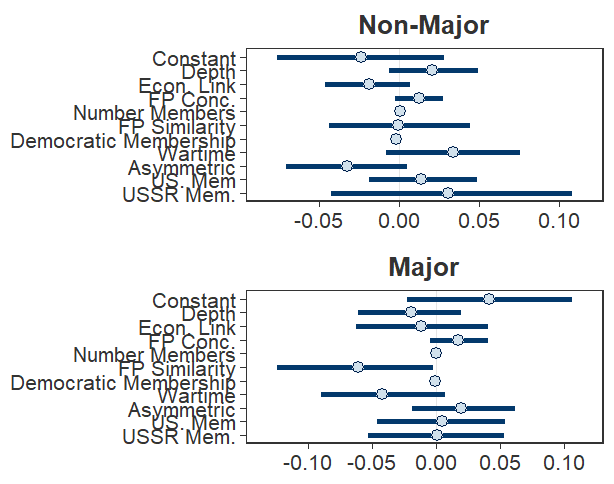 Non-Major
Constant
Depth
Econ. Link
FP Conc.
Number Members
FP Similarity
Democratic Membership
Wartime
Asymmetric
US. Mem
USSR Mem.
-0.05 0.00 0.05 0.10
Major
Constant
Depth
Econ. Link
FP Conc.
Number Members
FP Similarity
Democratic Membership
Wartime
Asymmetric
US. Mem
USSR Mem.
-0.10 -0.05 0.00 0.05 0.10